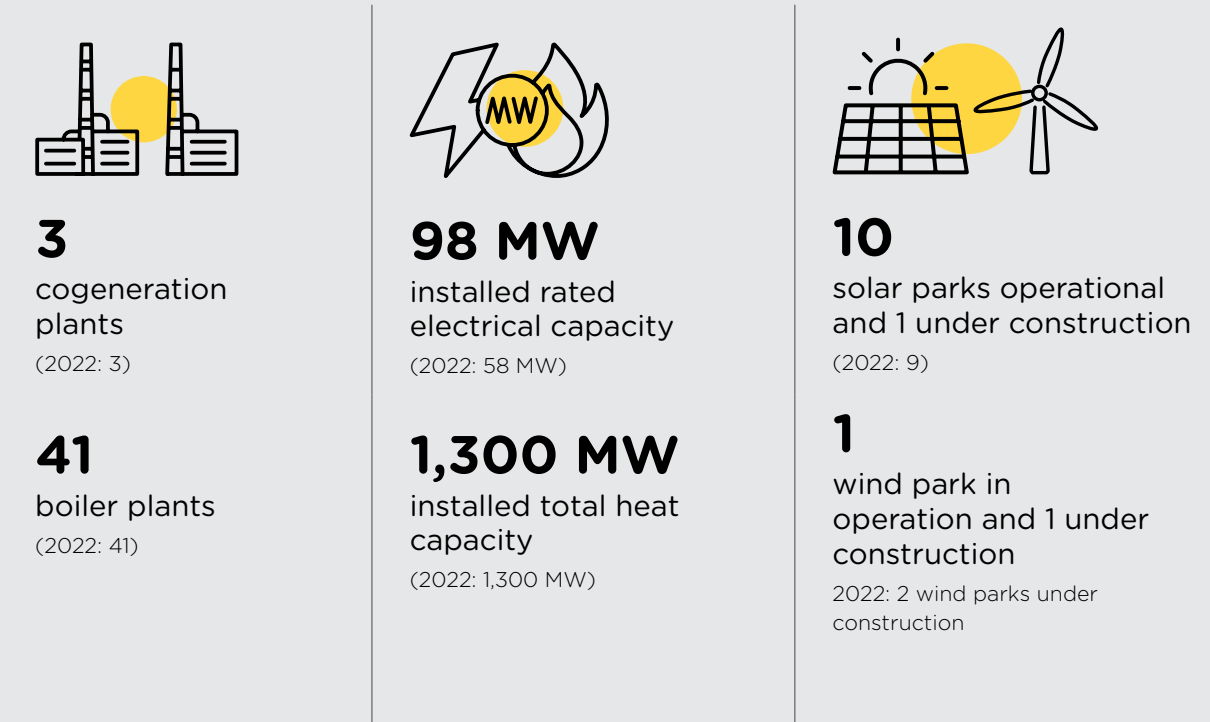 3
cogeneration
plants
(2022: 3)
41
boiler plants
(2022: 41)
MW
98 MW
installed rated
electrical capacity
(2022: 58 MW)
1,300 MW
installed total heat
capacity
(2022: 1,300 MW)
10
solar parks operational
and 1 under construction
(2022: 9)
1
wind park in
operation and 1 under
construction
2022: 2 wind parks under
construction